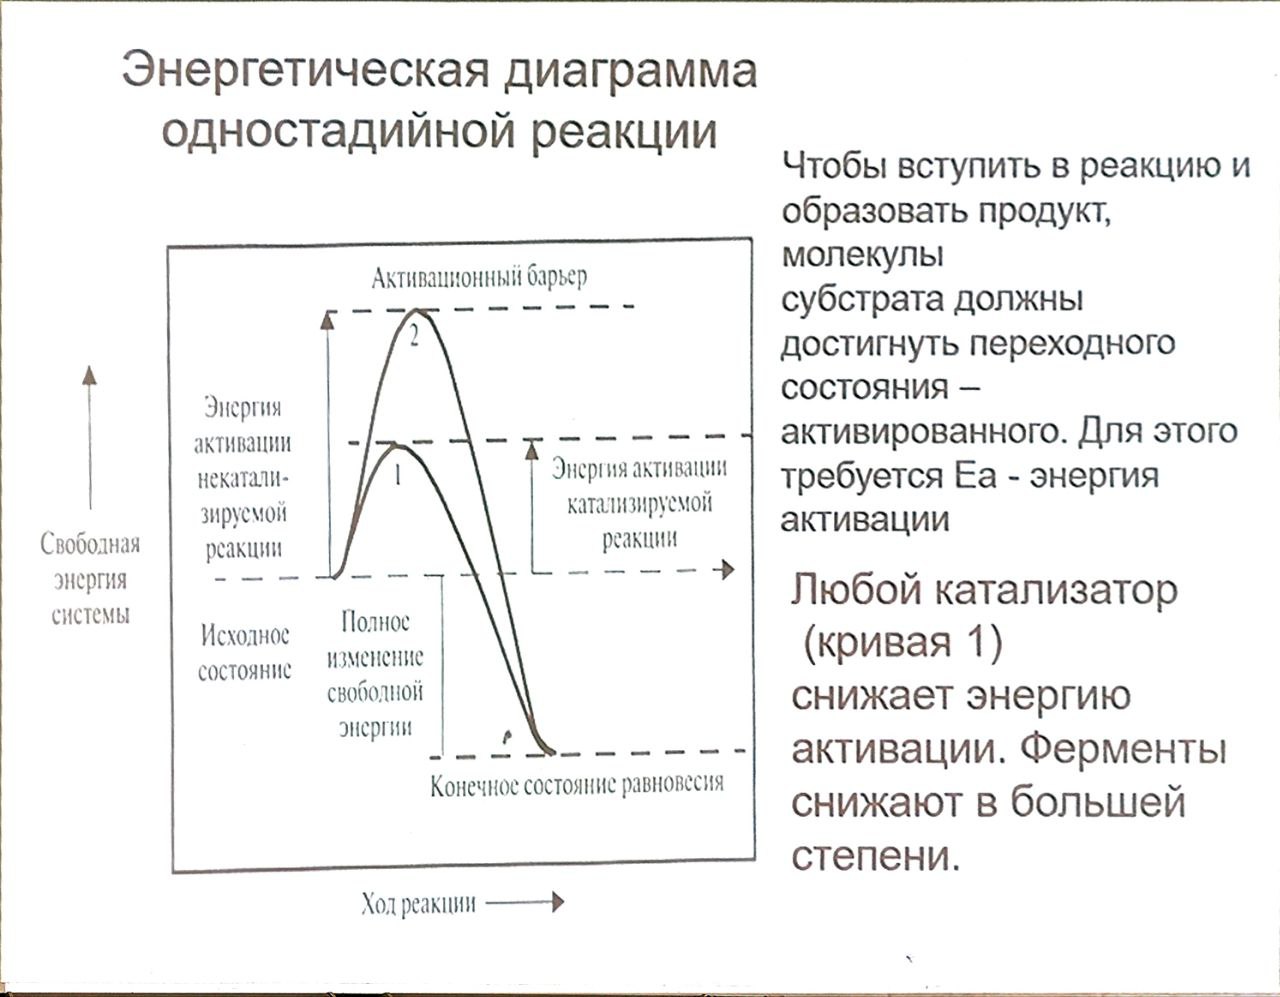 Энергетическая диаграмма
одностадийной реакции
Чтобы вступить в реакцию и
образовать продукт,
молекулы
субстрата должны
достигнуть переходного
состояния –
активированного. Для этого
требуется Еа - энергия
активации
Любой катализатор
(кривая 1)
снижает энергию
активации. Ферменты
снижают в большей
степени.
Активационный барьер
2
1
Энергия
активации
некатали-
зируемой
реакции
Энергия активации
катализируемой
реакции
Свободная
энергия
системы
Исходное
состояние
Полное
изменение
свободной
энергии
Конечное состояние равновесия
Ход реакции